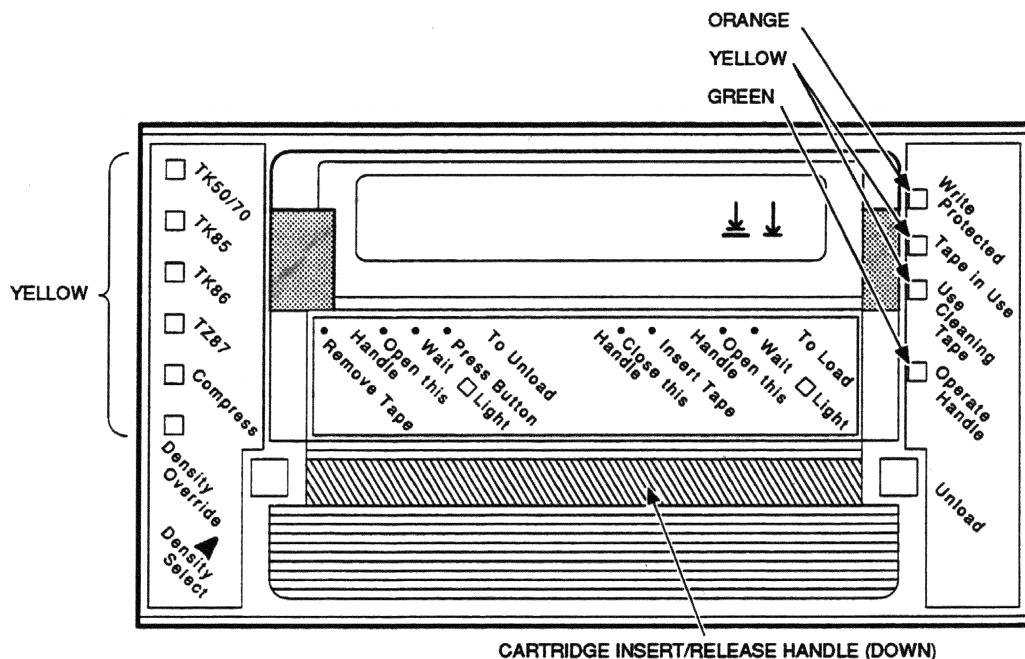 ORANGE
YELLOW
GREEN
YELLOW
TK50/70
TK85
TK86
TZ87
Compress
Density
Override
Density
Select
To Unload
• Press Button
• Wait □ Light
• Open this
Handle
• Remove Tape
To Load
• Wait □ Light
• Open this
Handle
• Insert Tape
• Close this
Handle
Write
Protected
Tape in Use
Use
Cleaning
Tape
Operate
Handle
Unload
CARTRIDGE INSERT/RELEASE HANDLE (DOWN)